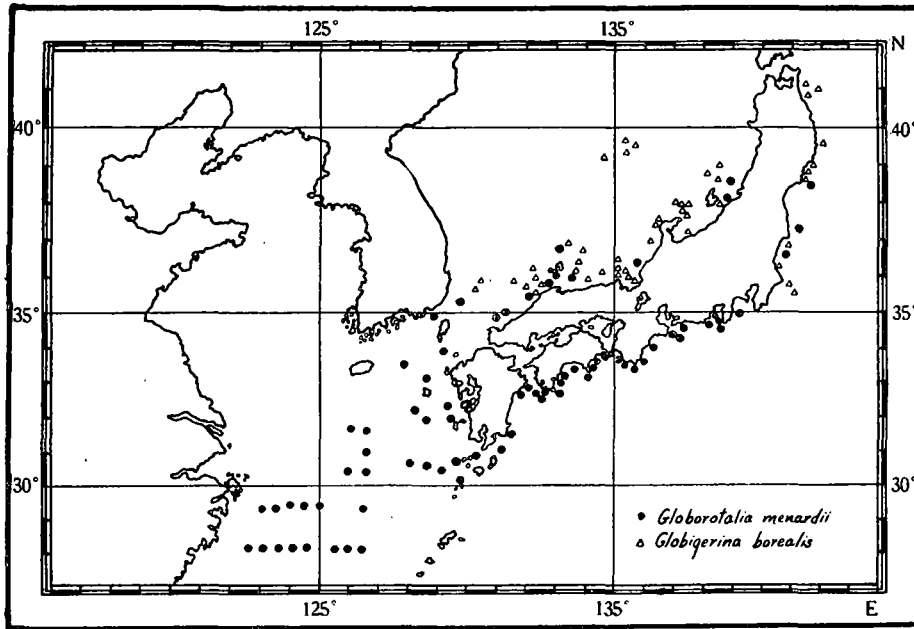 125° 135° N
40° 40°
35° 35°
30° 30°
Globorotalia menardii
Globigerina borealis
125° 135° E